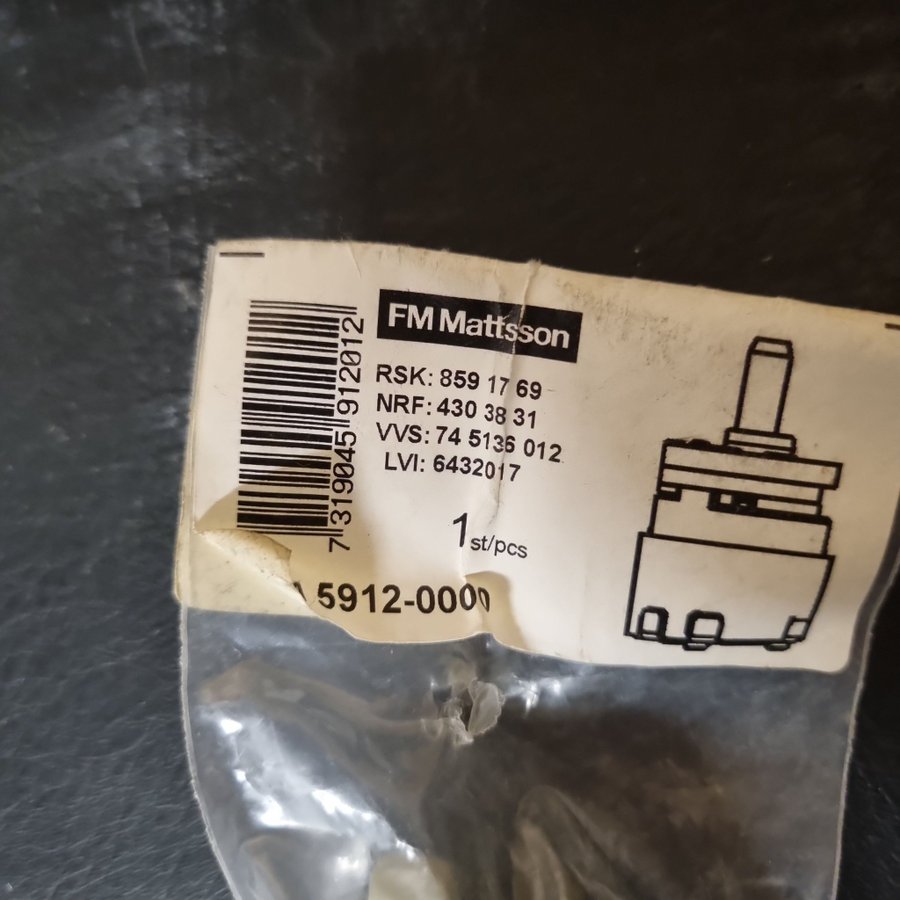 FM Mattsson
RSK: 859 17 69
NRF: 430 38 31
VVS: 74 5136 012
LVI: 6432017
7 319045 912012
1 st/pcs
5912-0000